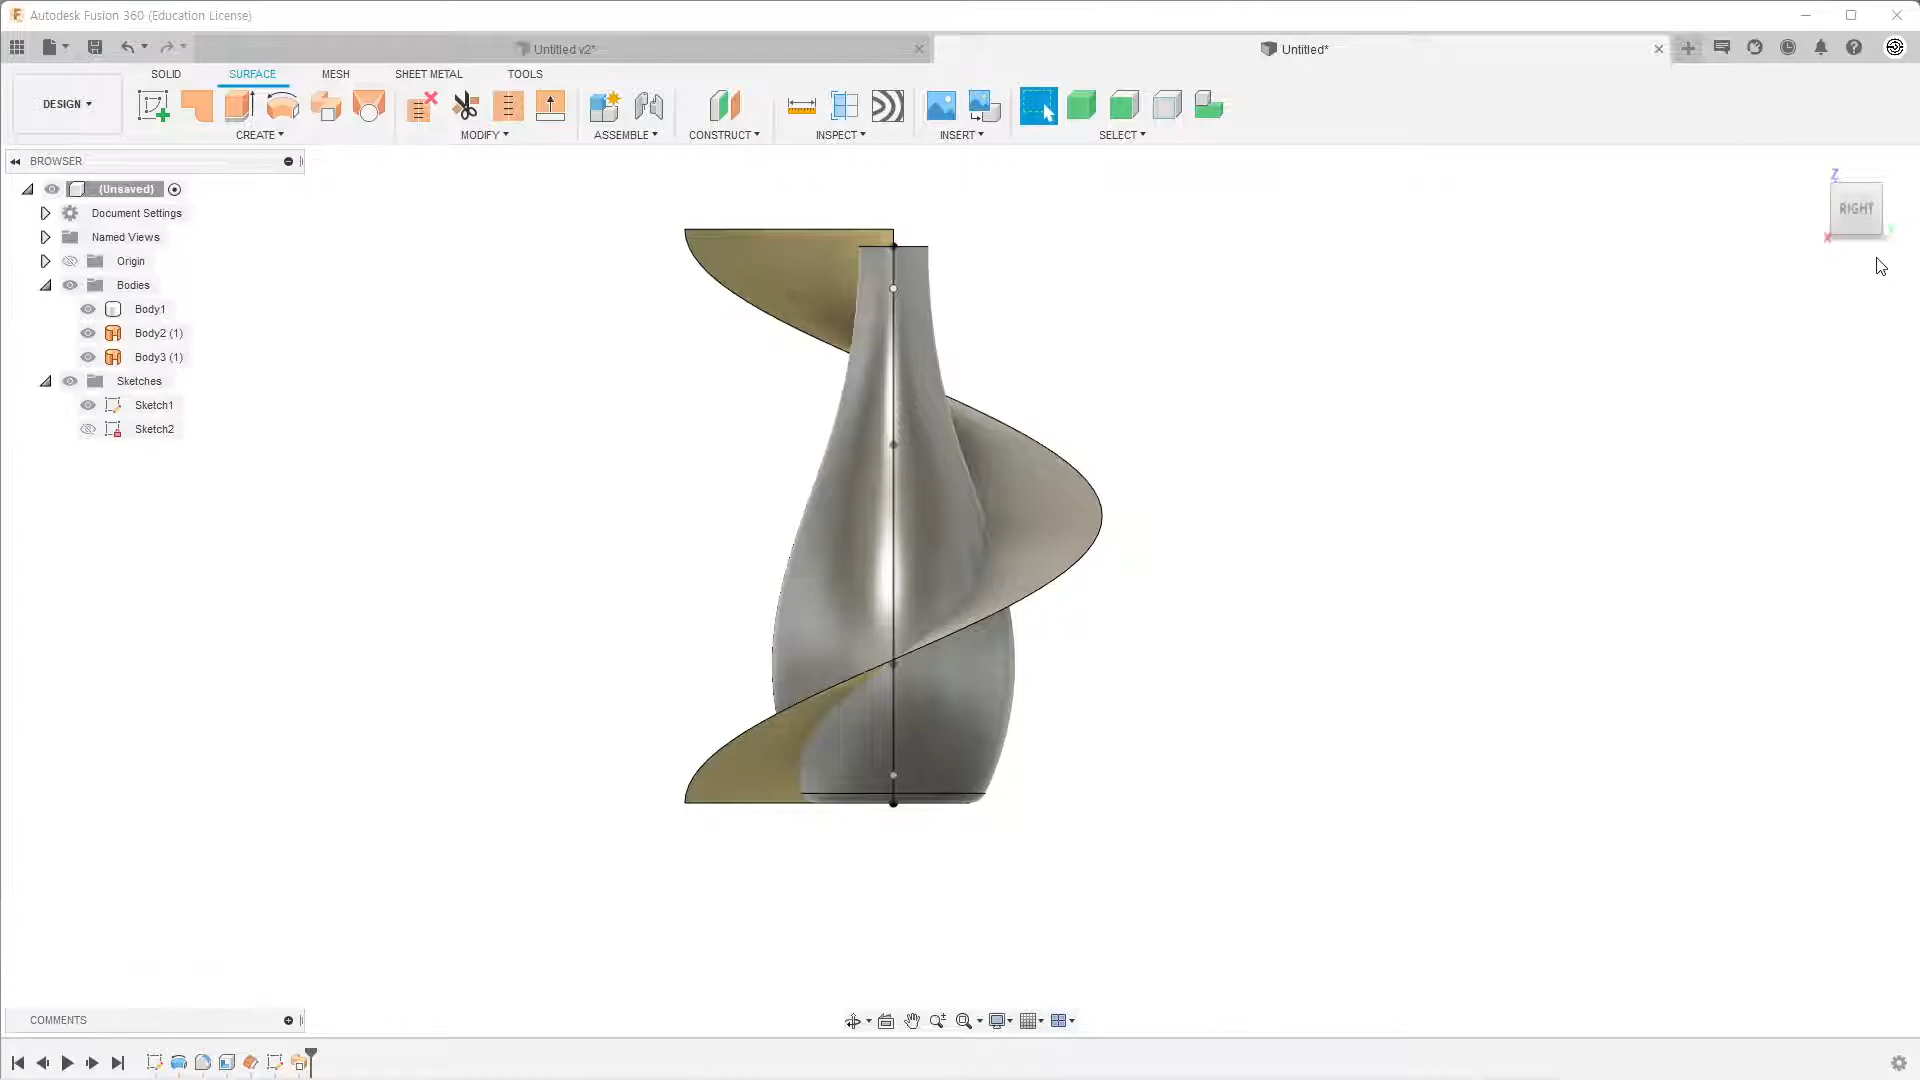 Autodesk Fusion 360 (Education License)
Untitled v2*
Untitled*
SOLID
SURFACE
MESH
SHEET METAL
TOOLS
DESIGN
CREATE
MODIFY
ASSEMBLE
CONSTRUCT
INSPECT
INSERT
SELECT
BROWSER
(Unsaved)
Document Settings
Named Views
Origin
Bodies
Body1
Body2 (1)
Body3 (1)
Sketches
Sketch1
Sketch2
Z
RIGHT
X
Y
COMMENTS